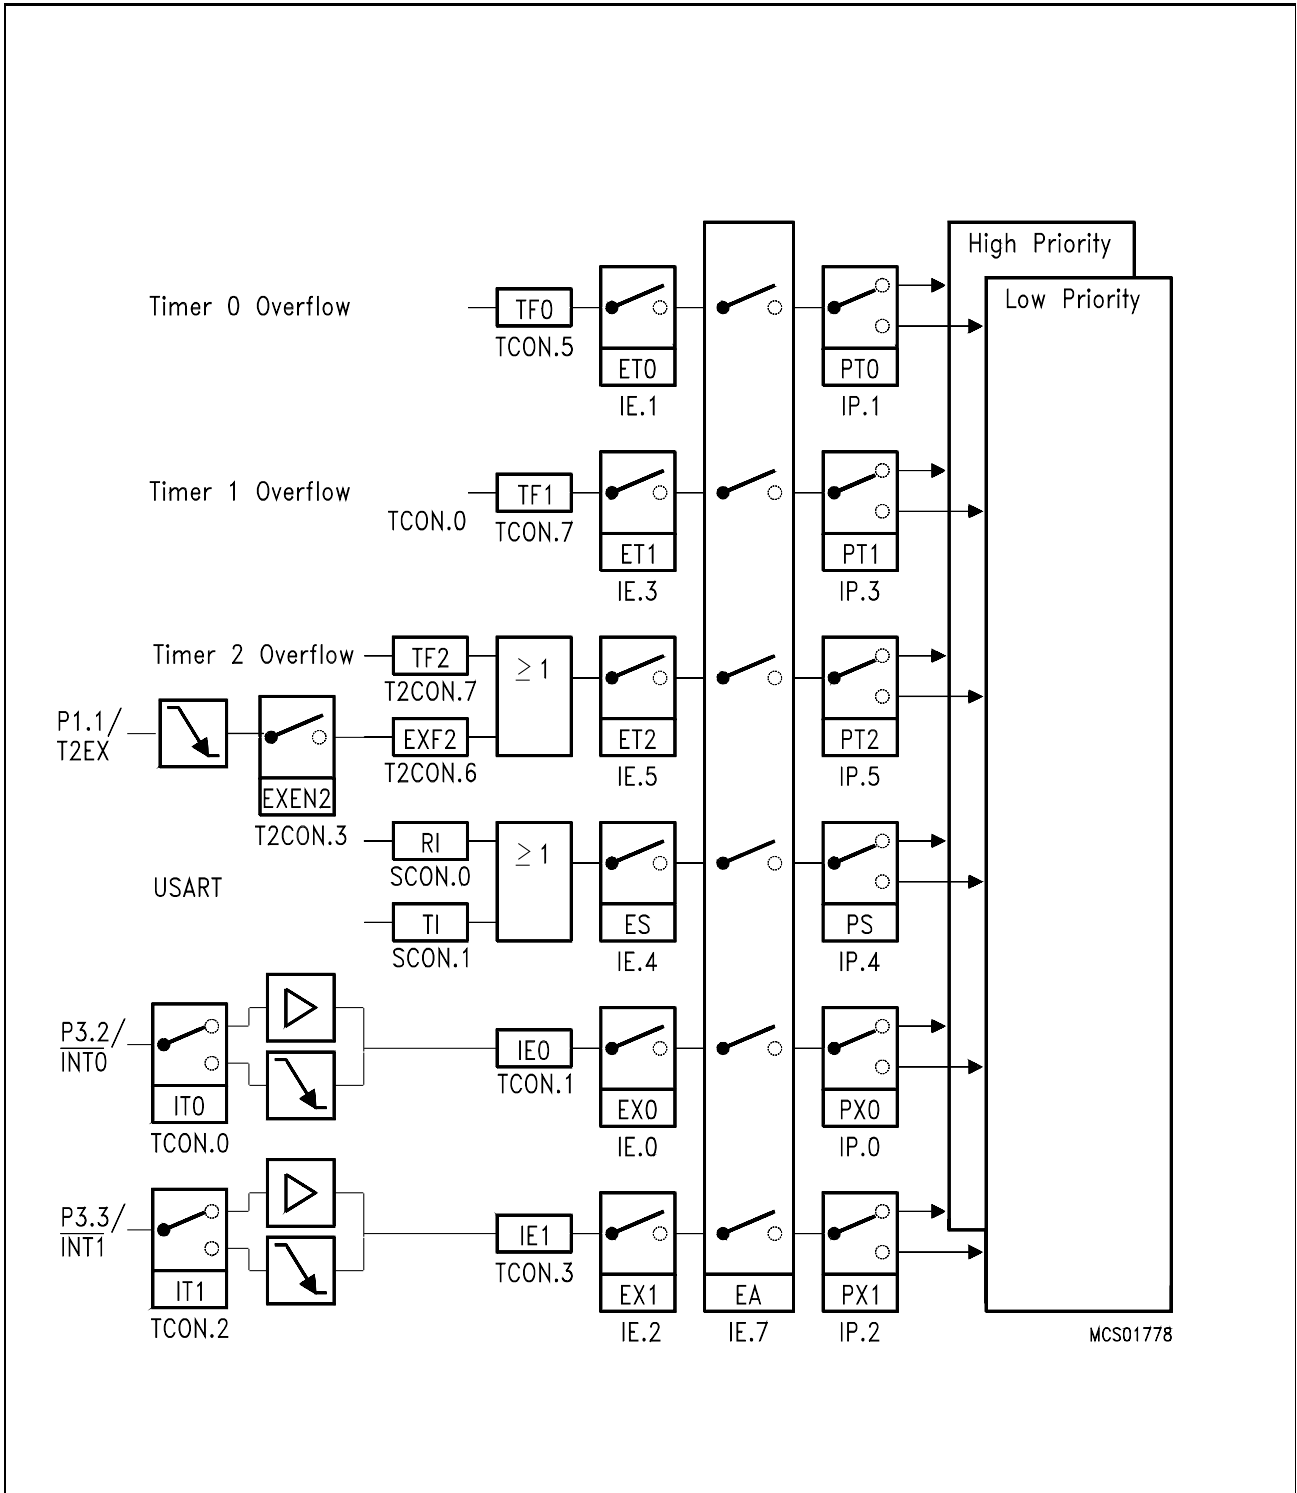 High Priority
Low Priority
Timer 0 Overflow
TF0
TCON.5
ET0
IE.1
PT0
IP.1
Timer 1 Overflow
TCON.0
TF1
TCON.7
ET1
IE.3
PT1
IP.3
Timer 2 Overflow
TF2
T2CON.7
≥1
P1.1/
T2EX
EXEN2
T2CON.3
EXF2
T2CON.6
ET2
IE.5
PT2
IP.5
USART
RI
SCON.0
≥1
TI
SCON.1
ES
IE.4
PS
IP.4
P3.2/
INT0
IT0
TCON.0
IE0
TCON.1
EX0
IE.0
PX0
IP.0
P3.3/
INT1
IT1
TCON.2
IE1
TCON.3
EX1
IE.2
EA
IE.7
PX1
IP.2
MCS01778